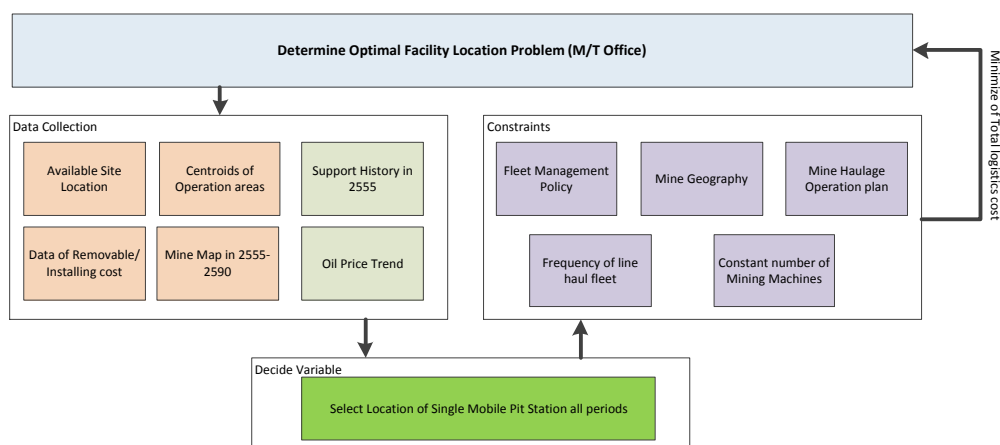 Determine Optimal Facility Location Problem (M/T Office)
Data Collection
Available Site
Location
Centroids of
Operation areas
Support History in
2555
Data of Removable/
Installing cost
Mine Map in 2555-
2590
Oil Price Trend
Constraints
Fleet Management
Policy
Mine Geography
Mine Haulage
Operation plan
Frequency of line
haul fleet
Constant number of
Mining Machines
Minimize of Total logistics cost
Decide Variable
Select Location of Single Mobile Pit Station all periods